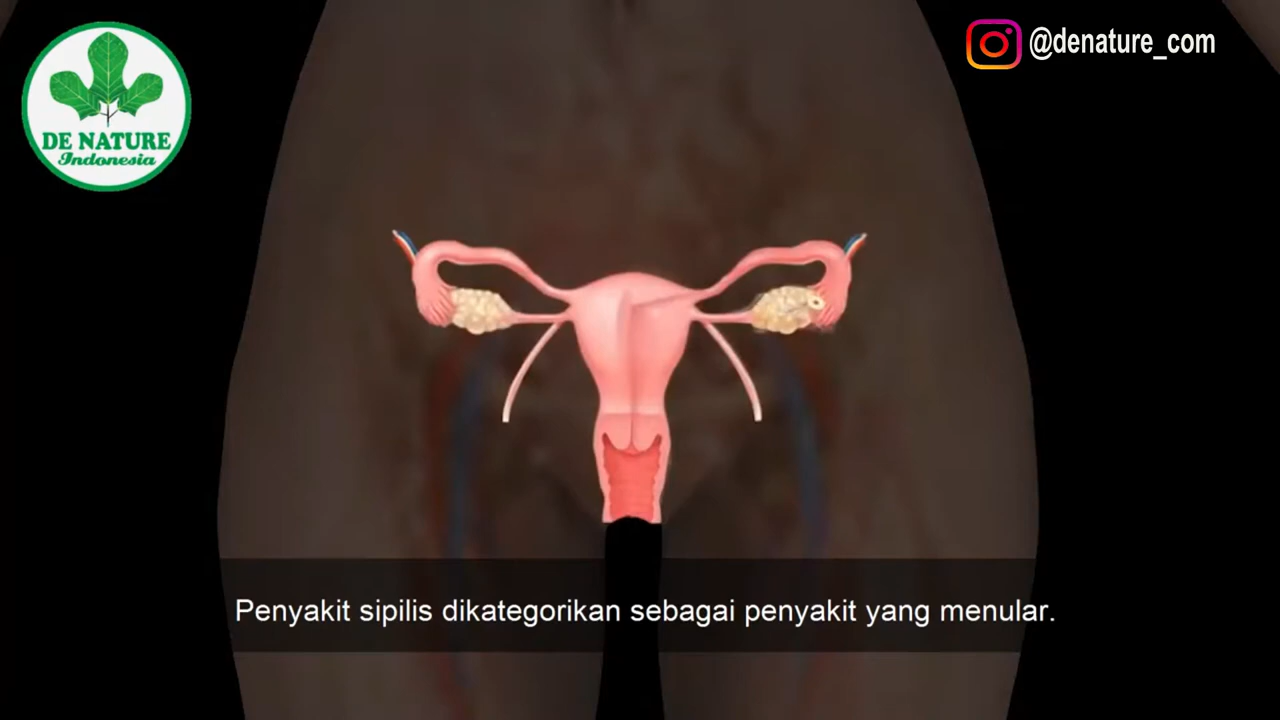 DE NATURE
Indonesia
@denature_com
Penyakit sipilis dikategorikan sebagai penyakit yang menular.